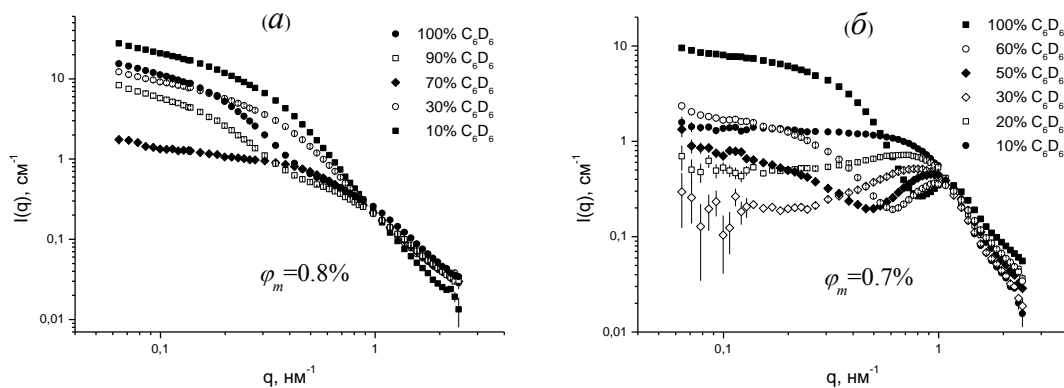 (а)
100% C₆D₆
90% C₆D₆
70% C₆D₆
30% C₆D₆
10% C₆D₆
I(q), см⁻¹
10
1
0,1
0,01
φₘ=0.8%
0,1
1
q, нм⁻¹
(б)
100% C₆D₆
60% C₆D₆
50% C₆D₆
30% C₆D₆
20% C₆D₆
10% C₆D₆
I(q), см⁻¹
10
1
0,1
0,01
φₘ=0.7%
0,1
1
q, нм⁻¹